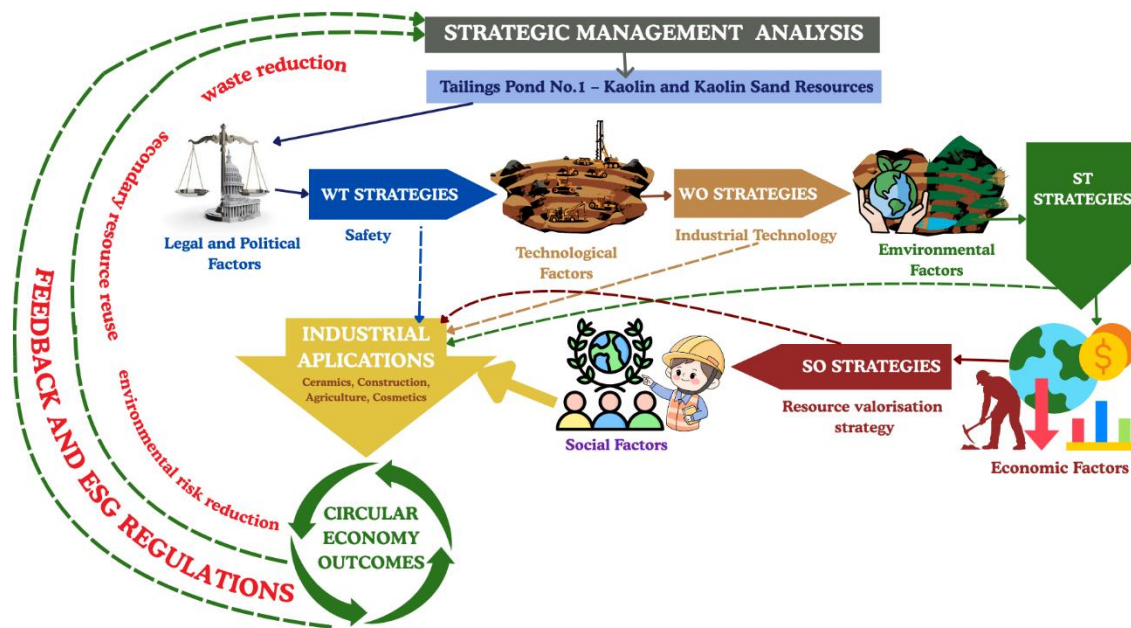 STRATEGIC MANAGEMENT ANALYSIS
Tailings Pond No.1 – Kaolin and Kaolin Sand Resources
waste reduction
secondary resource reuse
environmental risk reduction
FEEDBACK AND ESG REGULATIONS
Legal and Political
Factors
WT STRATEGIES
Safety
Technological
Factors
WO STRATEGIES
Industrial Technology
Emvironmental
Factors
ST
STRATEGIES
INDUSTRIAL
APLICATIONS
Ceramics, Construction,
Agriculture, Cosmetics
Social Factors
SO STRATEGIES
Resource valorisation
strategy
$
Economic Factors
CIRCULAR
ECONOMY
OUTCOMES